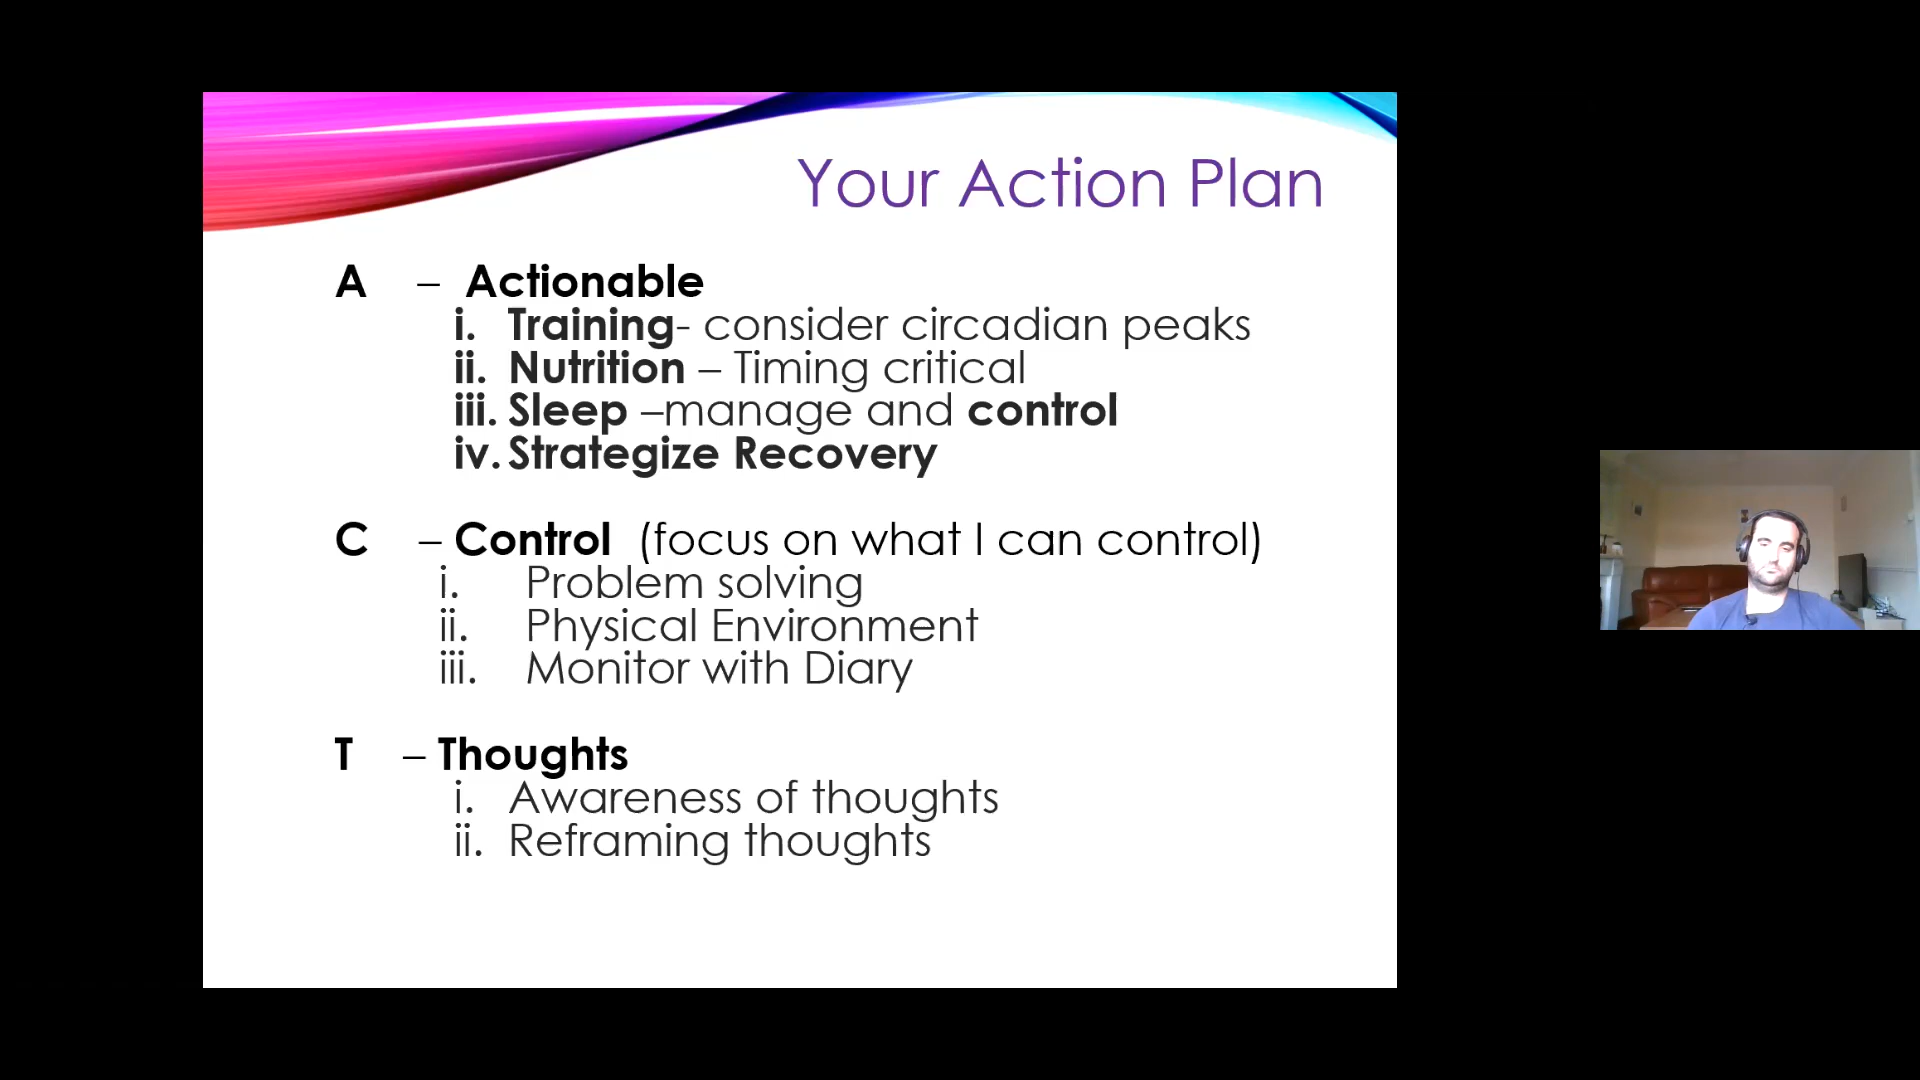 Your Action Plan
A – Actionable
i. Training- consider circadian peaks
ii. Nutrition – Timing critical
iii. Sleep –manage and control
iv. Strategize Recovery
C – Control (focus on what I can control)
i. Problem solving
ii. Physical Environment
iii. Monitor with Diary
T – Thoughts
i. Awareness of thoughts
ii. Reframing thoughts